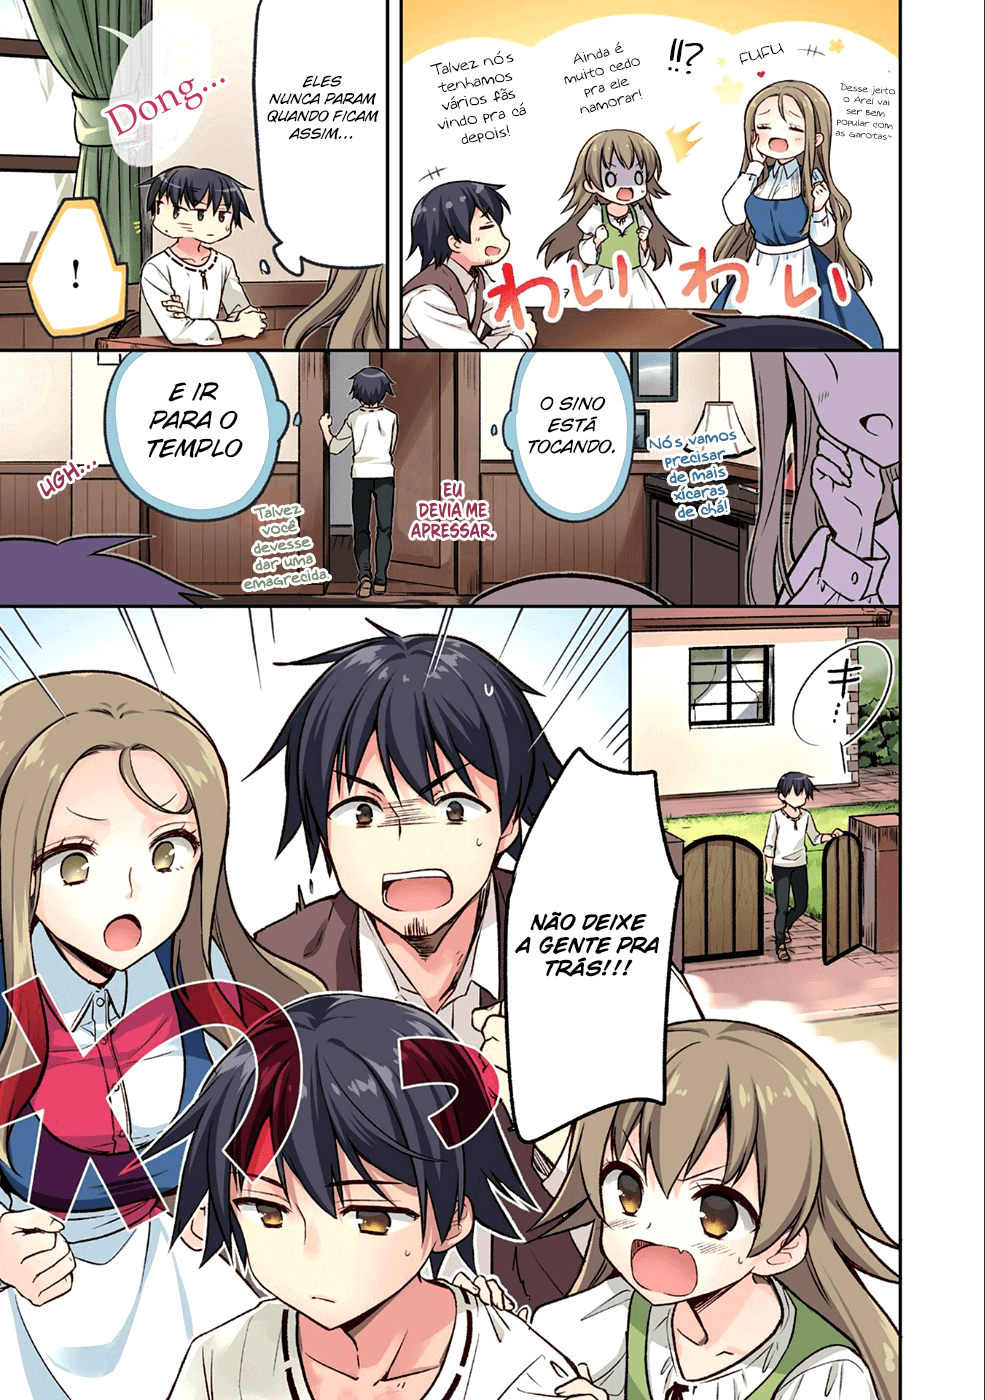 FUFU
Desse jeito
o Arel vai
ser bem
popular com
as garotas~
!!?
Ainda é
muito cedo
pra ele
namorar!
Talvez nós
tenhamos
vários fãs
vindo pra cá
depois!
わいわい
ELES
NUNCA PARAM
QUANDO FICAM
ASSIM...
Dong...
!
Nós vamos
precisar
de mais
xícaras
de chá!
O SINO
ESTÁ
TOCANDO.
EU
DEVIA ME
APRESSAR.
E IR
PARA O
TEMPLO
Talvez
você
devesse
dar uma
emagrecida.
UGH...
NÃO DEIXE
A GENTE PRA
TRÁS!!!